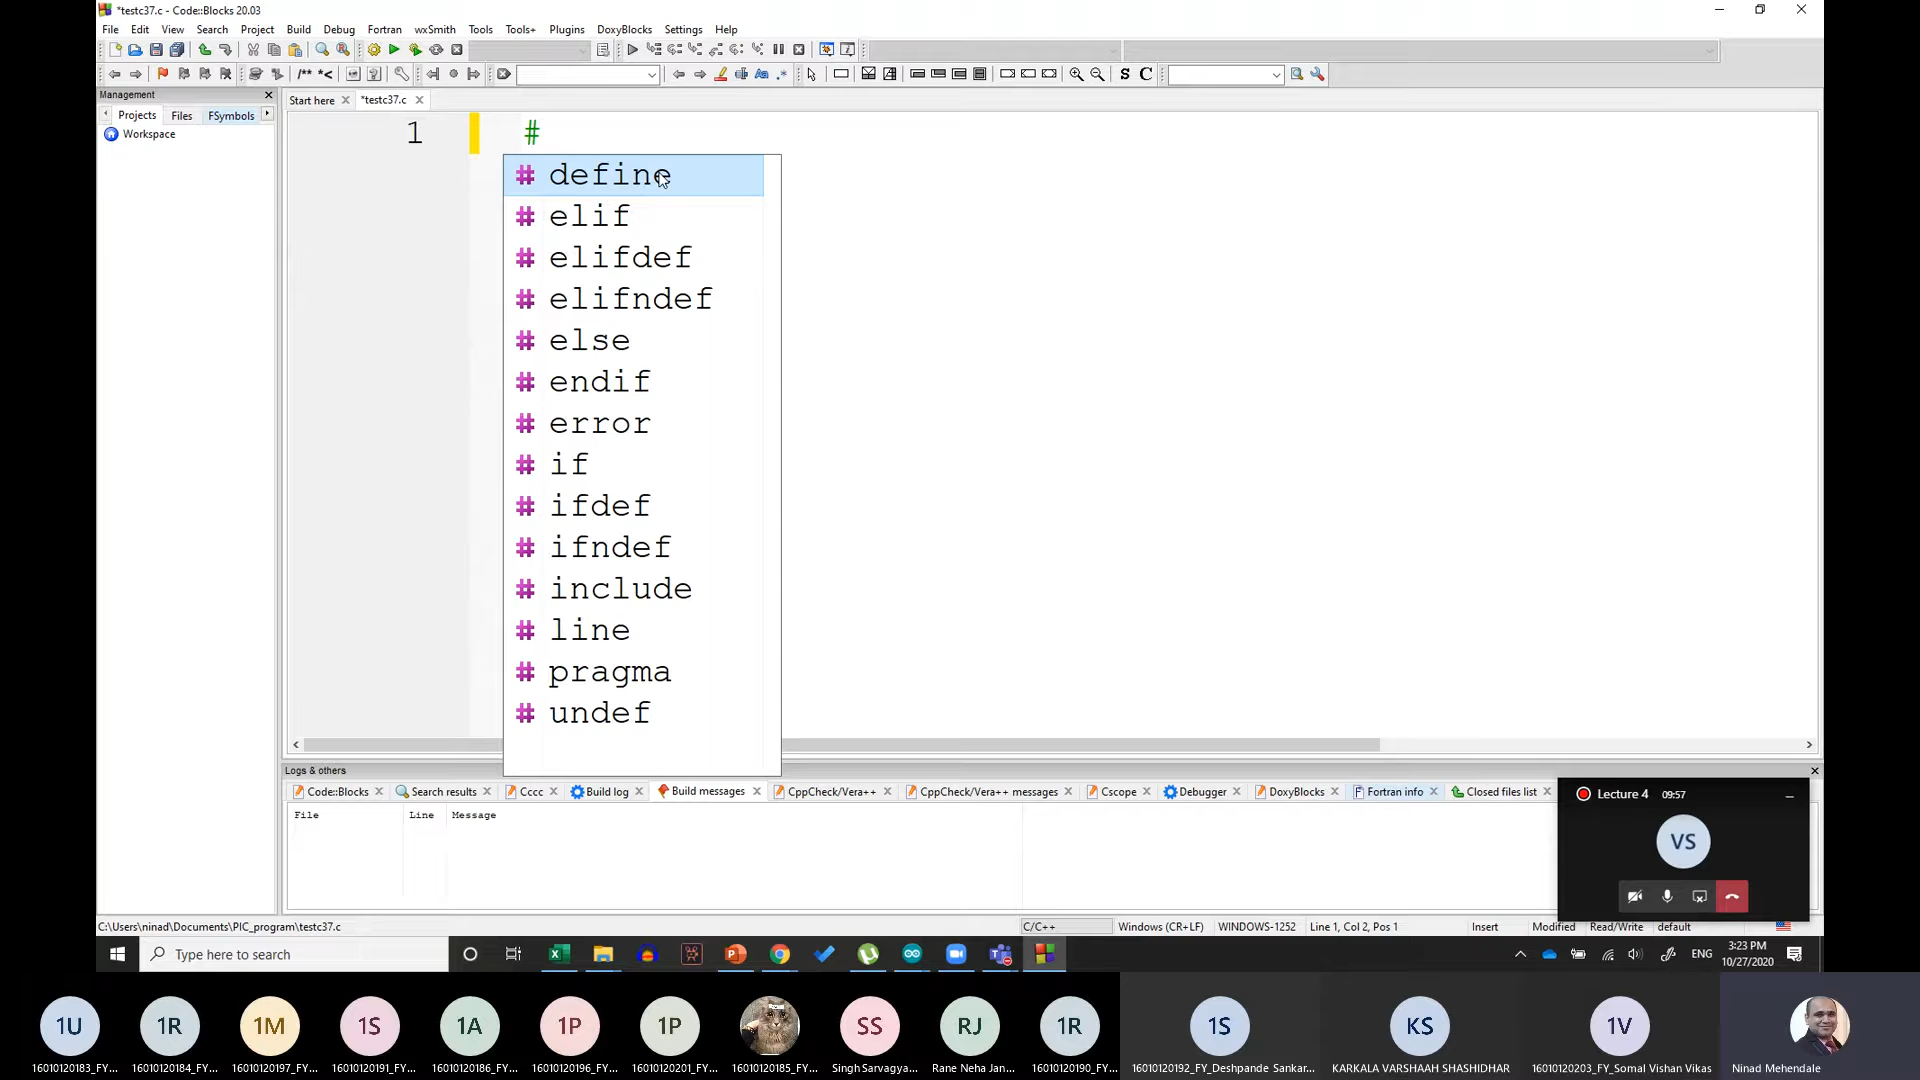 *testc37.c - Code::Blocks 20.03
File Edit View Search Project Build Debug Fortran wxSmith Tools Tools+ Plugins DoxyBlocks Settings Help
/** *< Aa .* S C
Management
Projects Files FSymbols
Workspace
Start here *testc37.c
1 #
# define
# elif
# elifdef
# elifndef
# else
# endif
# error
# if
# ifdef
# ifndef
# include
# line
# pragma
# undef
Logs & others
Code::Blocks Search results Cccc Build log Build messages CppCheck/Vera++ CppCheck/Vera++ messages Cscope Debugger DoxyBlocks Fortran info Closed files list
File Line Message
Lecture 4 09:57
VS
C:\Users\ninad\Documents\PIC_program\testc37.c C/C++ Windows (CR+LF) WINDOWS-1252 Line 1, Col 2, Pos 1 Insert Modified Read/Write default
Type here to search
ENG 3:23 PM
10/27/2020
1U 1R 1M 1S 1A 1P 1P SS RJ 1R 1S KS 1V
16010120183_FY... 16010120184_FY... 16010120197_FY... 16010120191_FY... 16010120186_FY... 16010120196_FY... 16010120201_FY... 16010120185_FY... Singh Sarvagya... Rane Neha Jan... 16010120190_FY... 16010120192_FY_Deshpande Sankar... KARKALA VARSHAAH SHASHIDHAR 16010120203_FY_Somal Vishan Vikas Ninad Mehendale